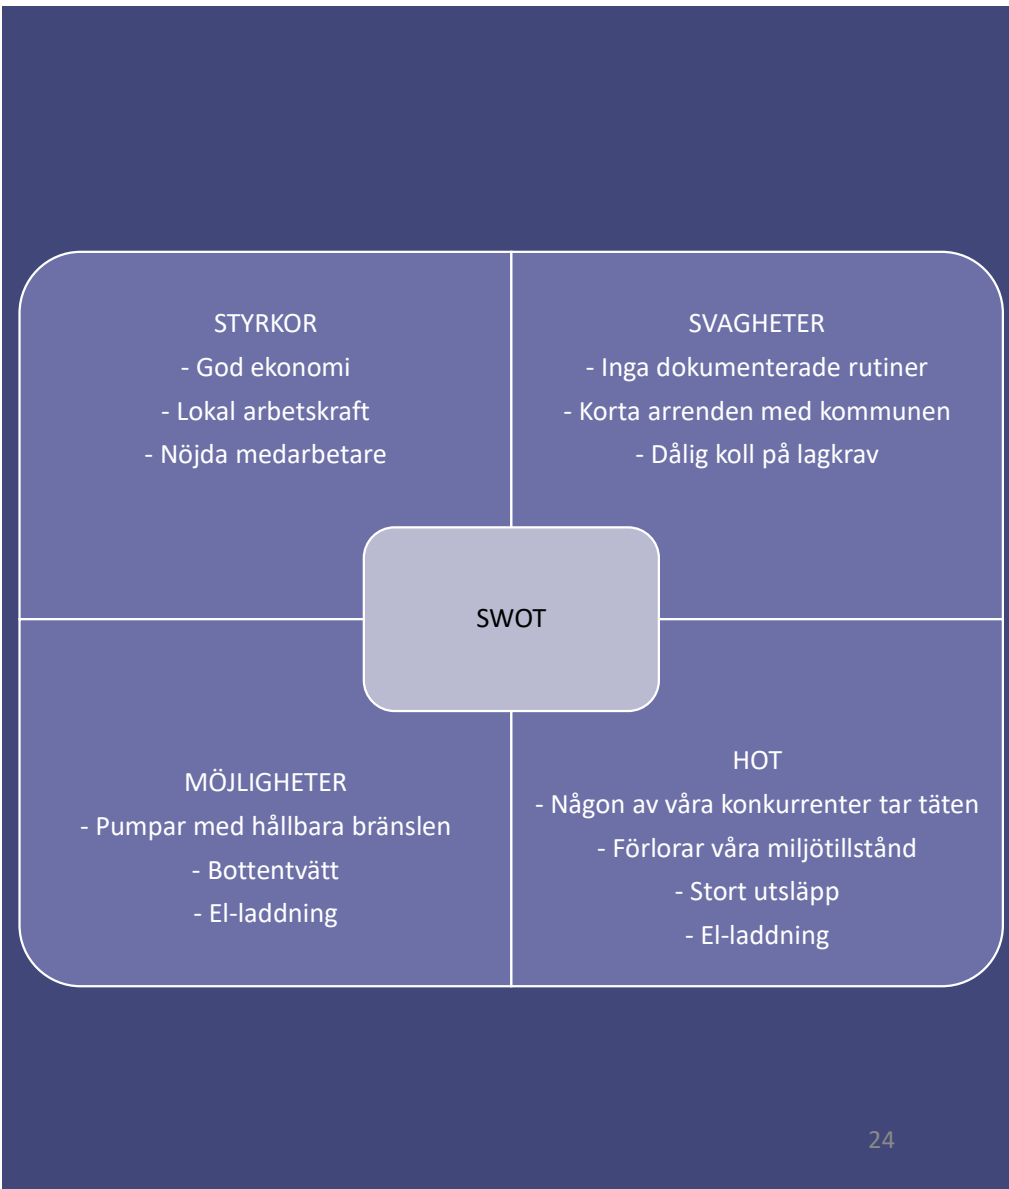 STYRKOR
- God ekonomi
- Lokal arbetskraft
- Nöjda medarbetare
SVAGHETER
- Inga dokumenterade rutiner
- Korta arrenden med kommunen
- Dålig koll på lagkrav
SWOT
MÖJLIGHETER
- Pumpar med hållbara bränslen
- Bottentvätt
- El-laddning
HOT
- Någon av våra konkurrenter tar täten
- Förlorar våra miljötillstånd
- Stort utsläpp
- El-laddning
24